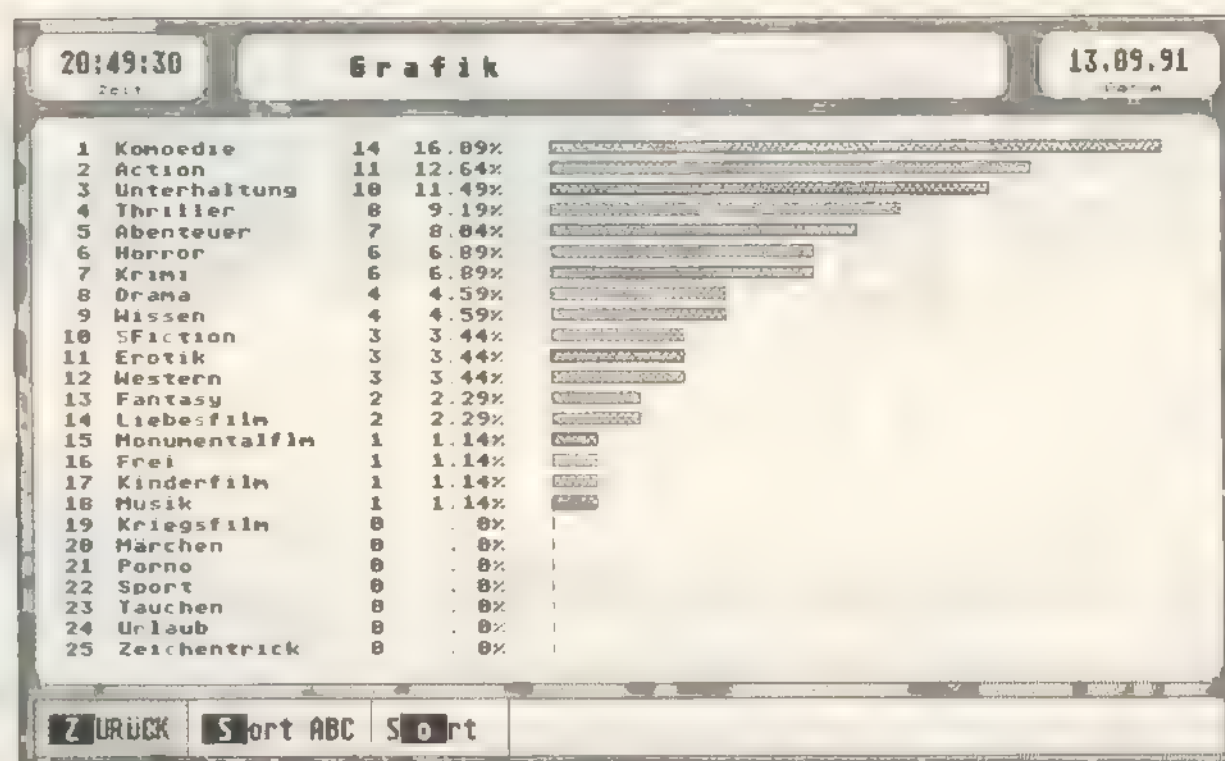 20:49:30 Grafik 13.09.91
Zeit
1 Komoedie 14 16.09%
2 Action 11 12.64%
3 Unterhaltung 10 11.49%
4 Thriller 8 9.19%
5 Abenteuer 7 8.04%
6 Horror 6 6.89%
7 Krimi 6 6.89%
8 Drama 4 4.59%
9 Wissen 4 4.59%
10 SFiction 3 3.44%
11 Erotik 3 3.44%
12 Western 3 3.44%
13 Fantasy 2 2.29%
14 Liebesfilm 2 2.29%
15 Monumentalflm 1 1.14%
16 Frei 1 1.14%
17 Kinderfilm 1 1.14%
18 Musik 1 1.14%
19 Kriegsfilm 0 . 0%
20 Märchen 0 . 0%
21 Porno 0 . 0%
22 Sport 0 . 0%
23 Tauchen 0 . 0%
24 Urlaub 0 . 0%
25 Zeichentrick 0 . 0%
ZURÜCK Sort ABC Sort